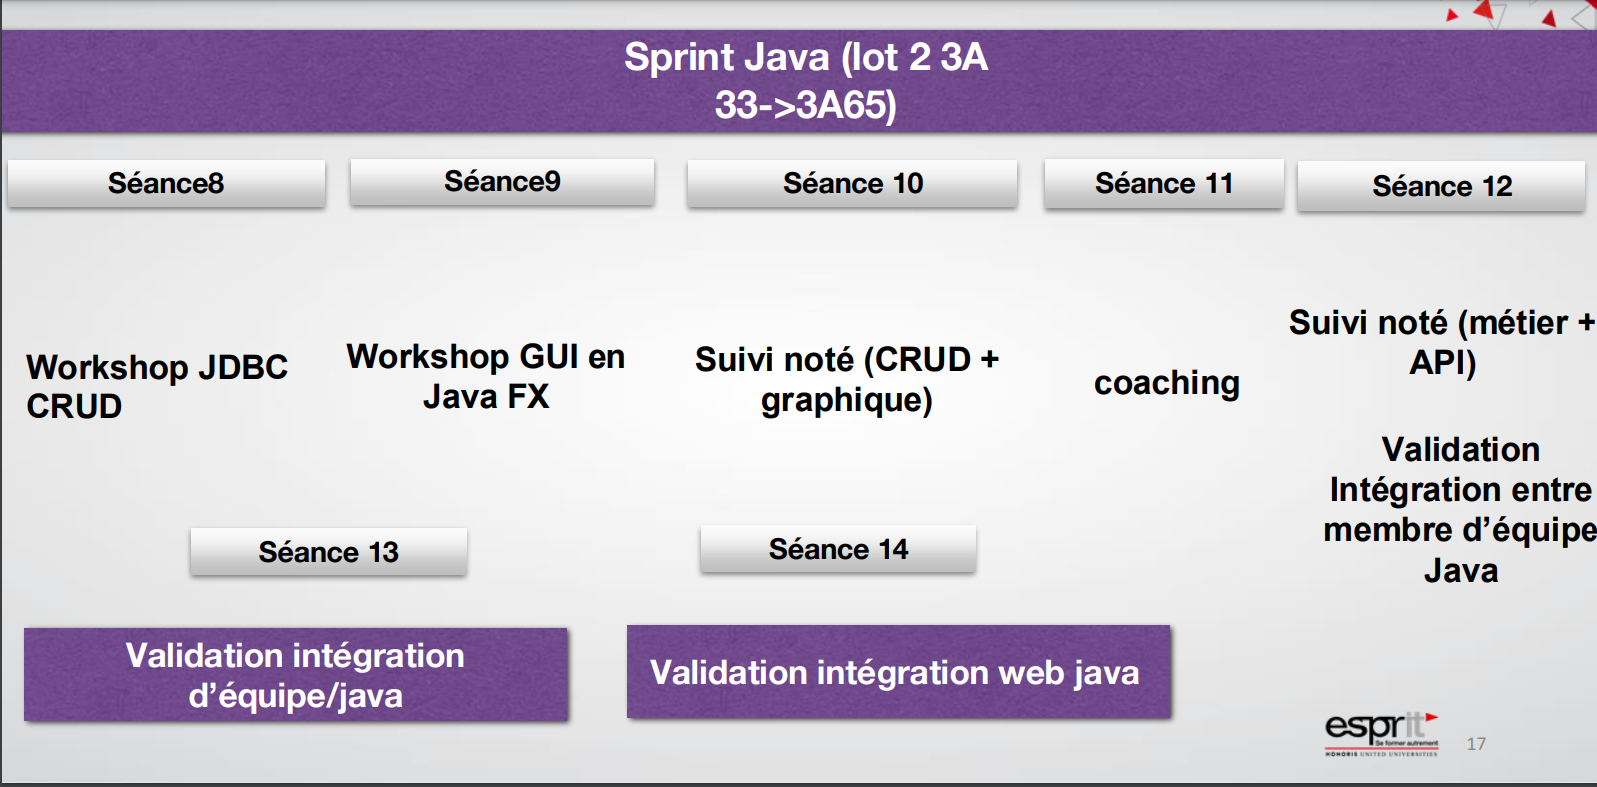 Sprint Java (lot 2 3A
33->3A65)
Séance8
Séance9
Séance 10
Séance 11
Séance 12
Workshop JDBC
CRUD
Workshop GUI en
Java FX
Suivi noté (CRUD +
graphique)
coaching
Suivi noté (métier +
API)
Validation
Intégration entre
membre d'équipe
Java
Séance 13
Séance 14
Validation intégration
d'équipe/java
Validation intégration web java
esprit
Se former autrement
HONORIS UNITED UNIVERSITIES
17